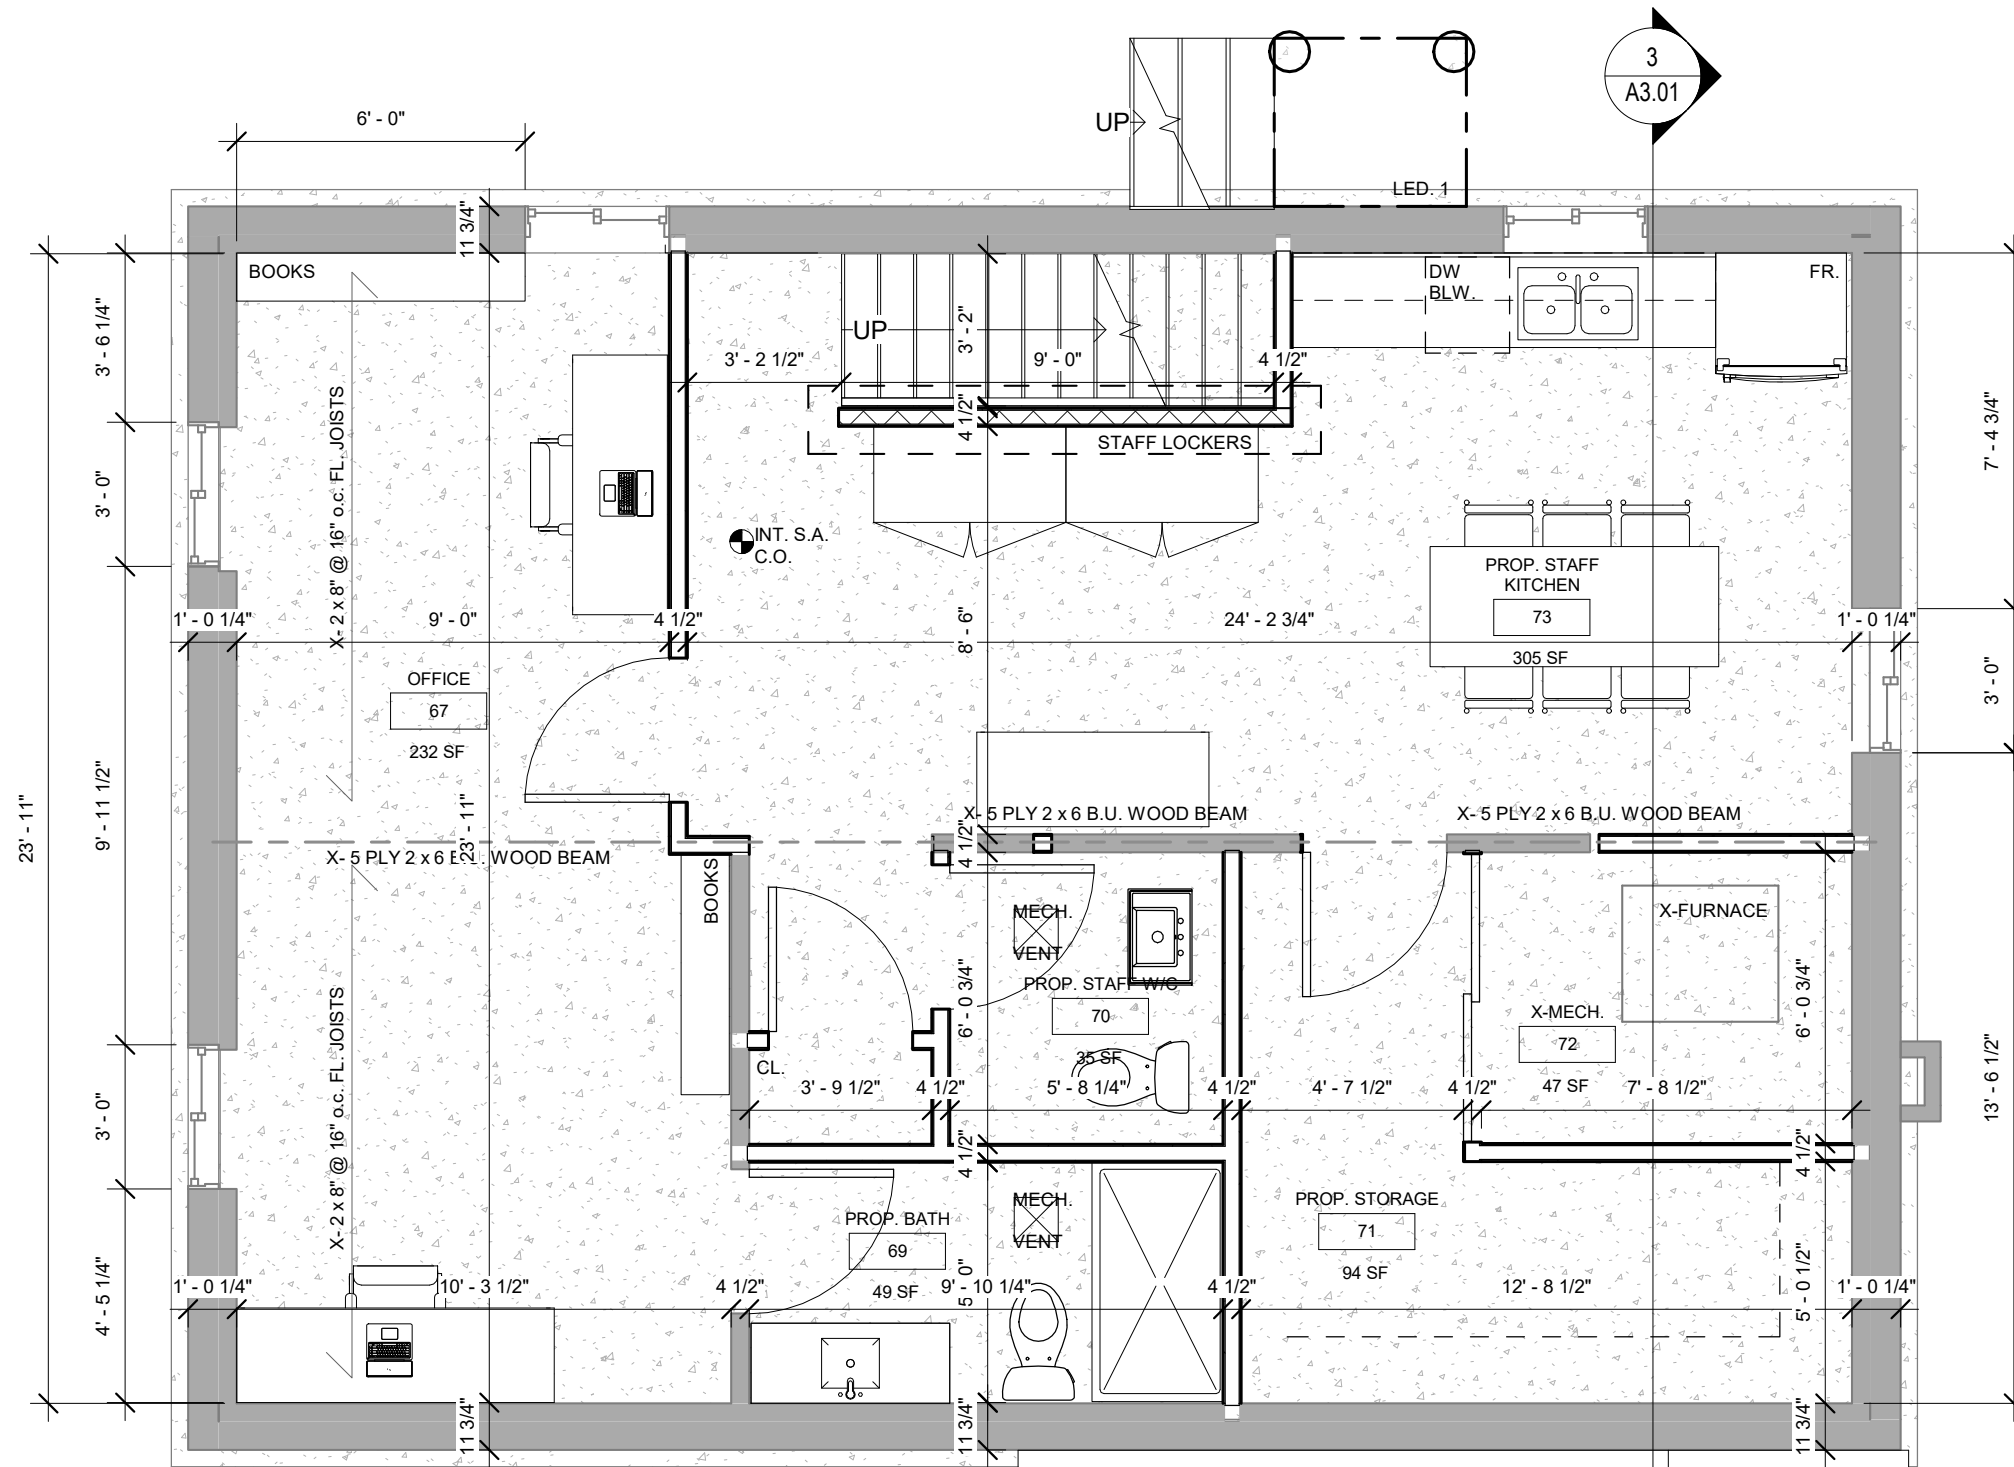 3
A3.01
6' - 0"
UP
LED. 1
11 3/4"
BOOKS
DW
BLW.
FR.
UP
3' - 2"
3' - 2 1/2"
9' - 0"
4 1/2"
3' - 6 1/4"
7' - 4 3/4"
X- 2 x 8" @ 16" o.c. FL. JOISTS
4 1/2"
STAFF LOCKERS
3' - 0"
INT. S.A.
C.O.
PROP. STAFF
KITCHEN
73
305 SF
1' - 0 1/4"
9' - 0"
4 1/2"
8' - 6"
24' - 2 3/4"
1' - 0 1/4"
3' - 0"
OFFICE
67
232 SF
23' - 11"
9' - 11 1/2"
23' - 11"
X- 5 PLY 2 x 6 B.U. WOOD BEAM
X- 5 PLY 2 x 6 B.U. WOOD BEAM
X- 5 PLY 2 x 6 B.U. WOOD BEAM
4 1/2"
BOOKS
MECH.
VENT
X-FURNACE
PROP. STAFF W/C
70
35 SF
6' - 0 3/4"
X-MECH.
72
47 SF
6' - 0 3/4"
X- 2 x 8" @ 16" o.c. FL. JOISTS
CL.
3' - 9 1/2"
4 1/2"
5' - 8 1/4"
4 1/2"
4' - 7 1/2"
4 1/2"
7' - 8 1/2"
3' - 0"
13' - 6 1/2"
4 1/2"
4 1/2"
MECH.
VENT
PROP. BATH
69
49 SF
PROP. STORAGE
71
94 SF
4' - 5 1/4"
1' - 0 1/4"
10' - 3 1/2"
4 1/2"
9' - 10 1/4"
5' - 0"
4 1/2"
12' - 8 1/2"
5' - 0 1/2"
1' - 0 1/4"
11 3/4"
11 3/4"
11 3/4"